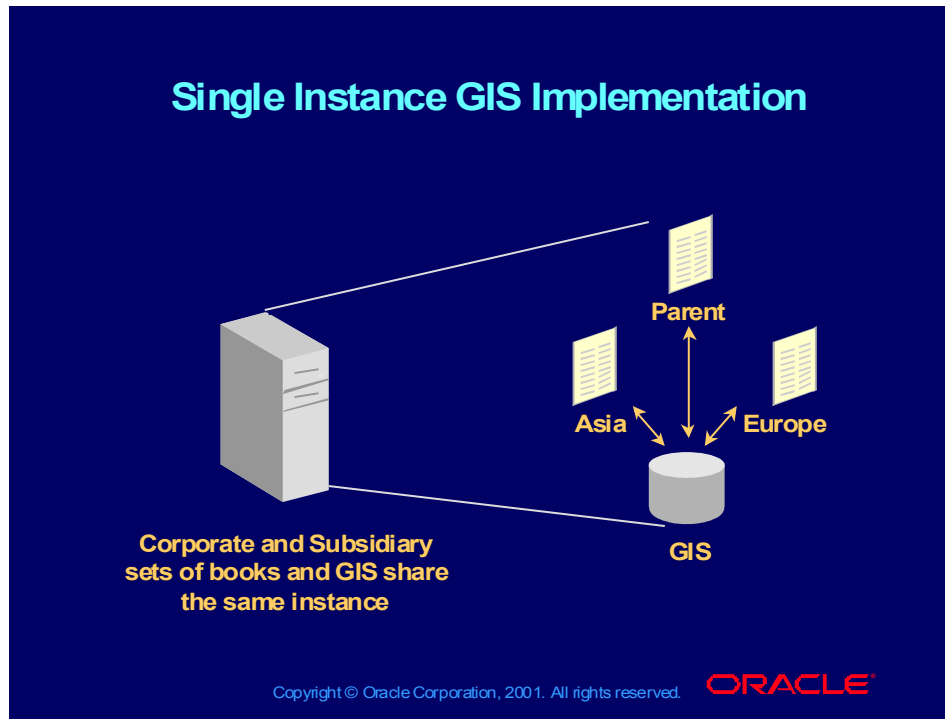 Single Instance GIS Implementation
Parent
Asia
Europe
GIS
Corporate and Subsidiary
sets of books and GIS share
the same instance
Copyright © Oracle Corporation, 2001. All rights reserved.
ORACLE®